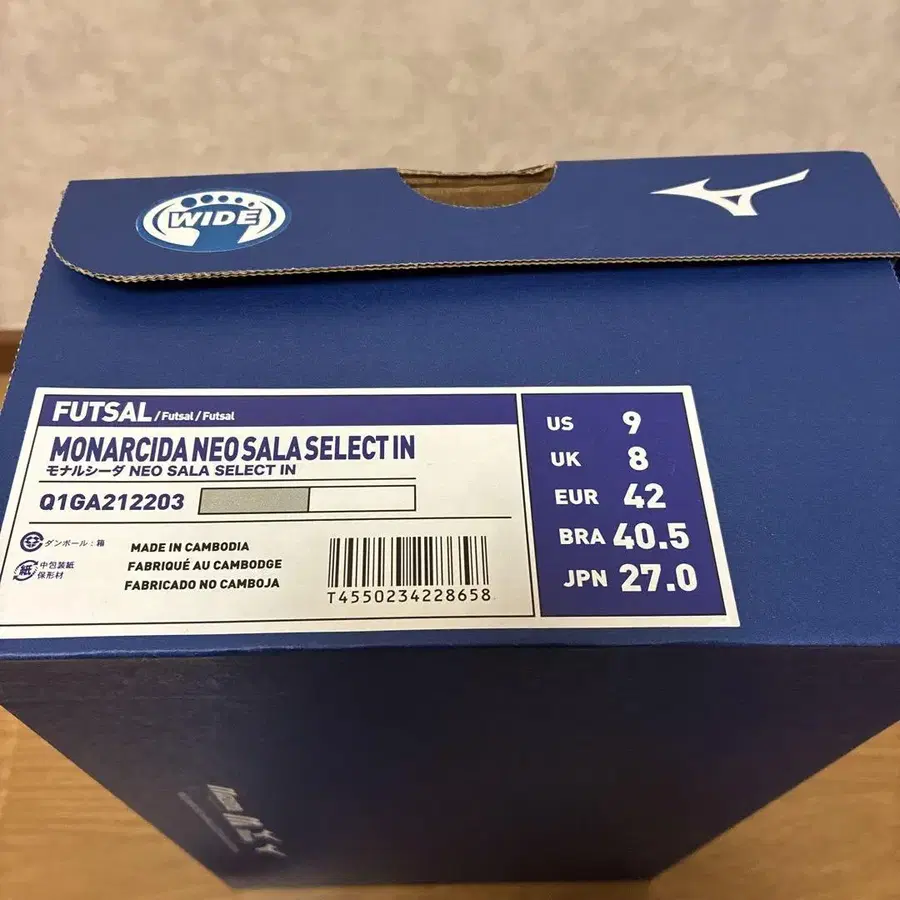 WIDE
FUTSAL / Futsal / Futsal
MONARCIDA NEO SALA SELECT IN
モナルシーダ NEO SALA SELECT IN
Q1GA212203
ダンボール：箱
紙 中包装紙
保形材
MADE IN CAMBODIA
FABRIQUÉ AU CAMBODGE
FABRICADO NO CAMBOJA
T4550234228658
US 9
UK 8
EUR 42
BRA 40.5
JPN 27.0